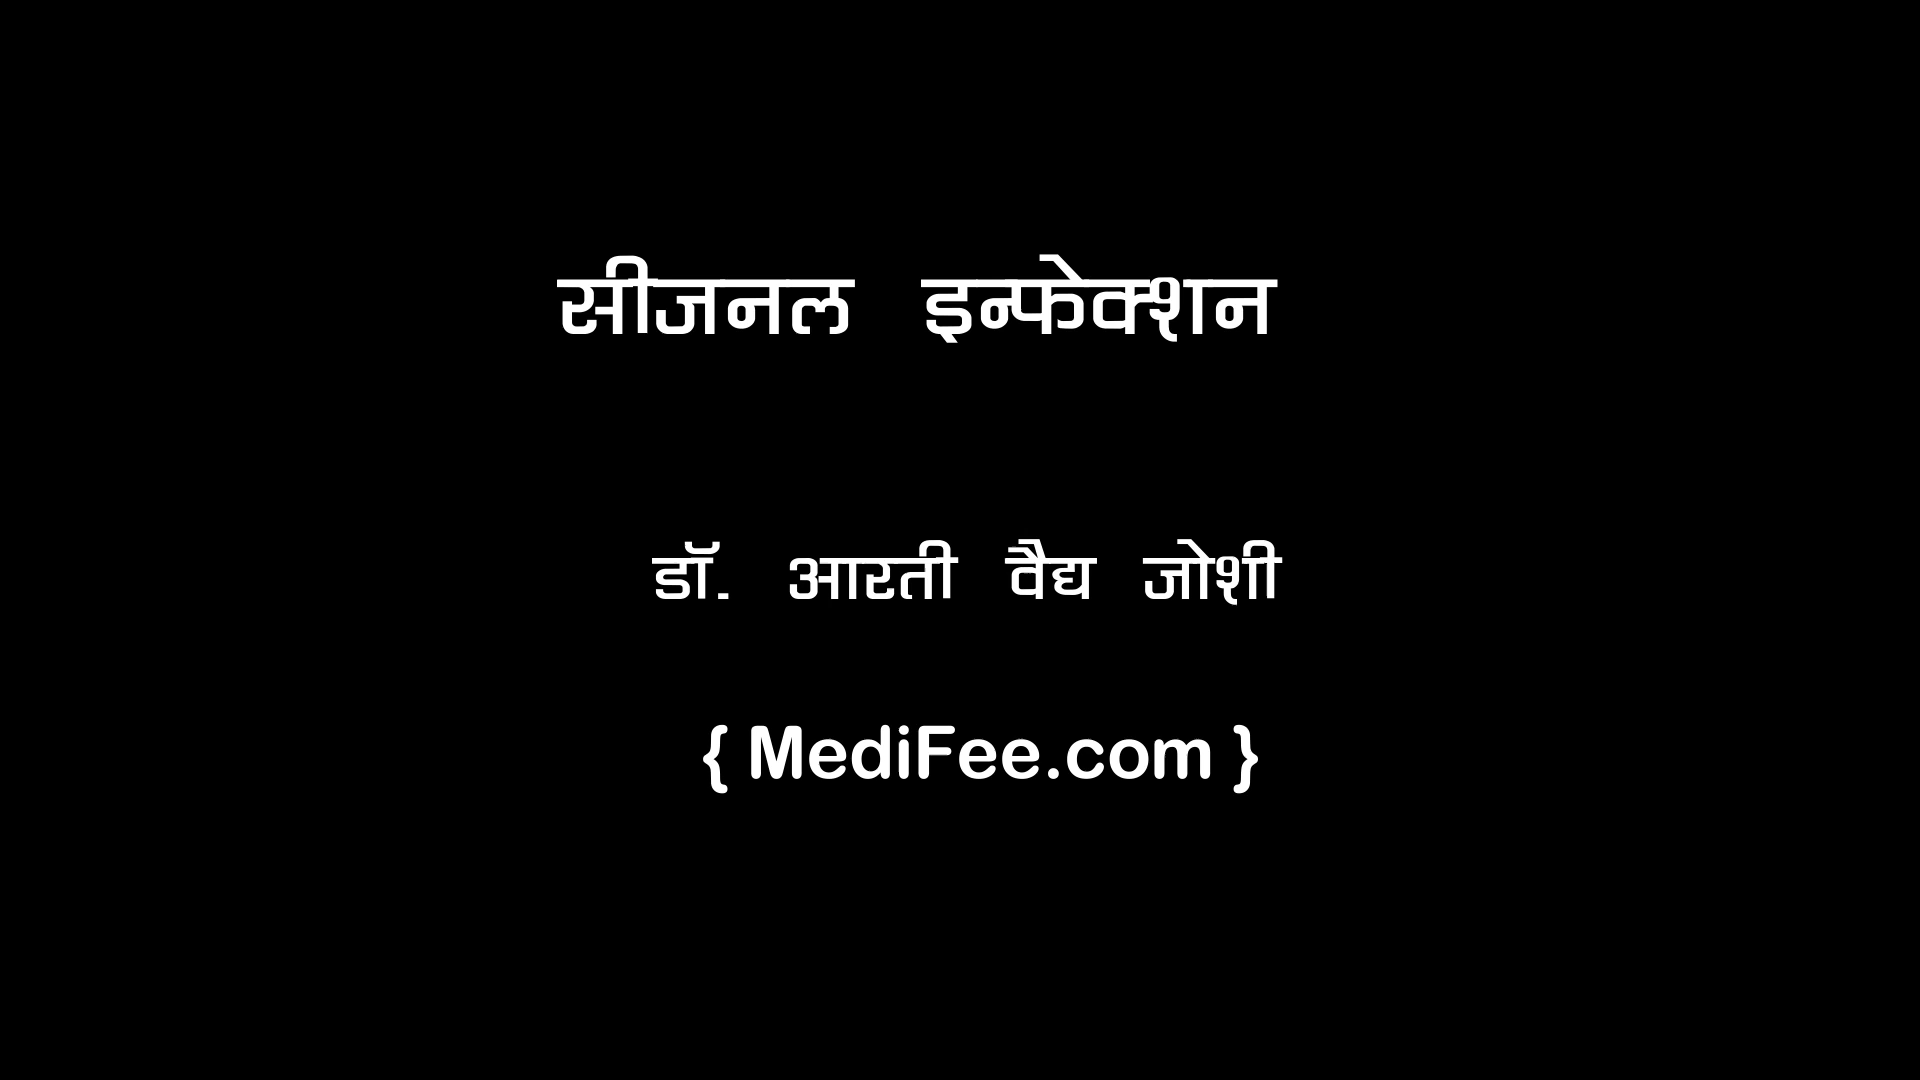 सीजनल इन्फेक्शन
डॉ. आरती वैद्य जोशी
{ MediFee.com }